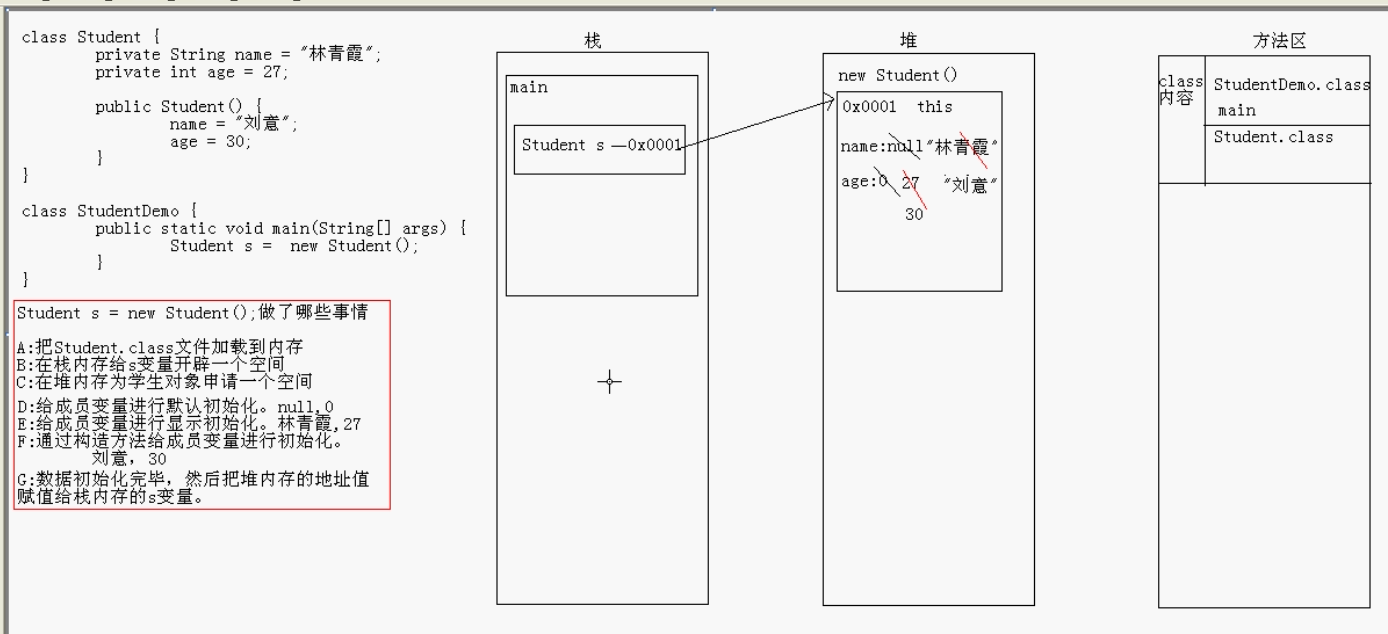 class Student {
private String name = "林青霞";
private int age = 27;
public Student() {
name = "刘意";
age = 30;
}
}
class StudentDemo {
public static void main(String[] args) {
Student s = new Student();
}
}
Student s = new Student();做了哪些事情
A:把Student.class文件加载到内存
B:在栈内存给s变量开辟一个空间
C:在堆内存为学生对象申请一个空间
D:给成员变量进行默认初始化。null,0
E:给成员变量进行显示初始化。林青霞,27
F:通过构造方法给成员变量进行初始化。
刘意，30
G:数据初始化完毕，然后把堆内存的地址值
赋值给栈内存的s变量。
栈
main
Student s —0x0001
堆
new Student()
0x0001 this
name:null"林青霞"
age:0 27 "刘意"
30
方法区
class
内容
StudentDemo.class
main
Student.class